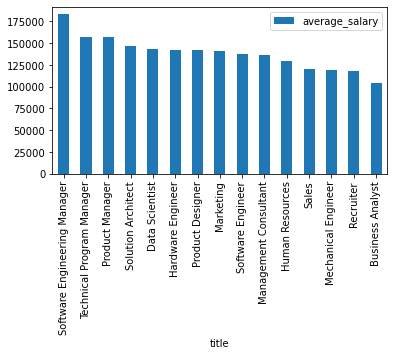 average_salary
175000
150000
125000
100000
75000
50000
25000
0
Software Engineering Manager
Technical Program Manager
Product Manager
Solution Architect
Data Scientist
Hardware Engineer
Product Designer
Marketing
Software Engineer
Management Consultant
Human Resources
Sales
Mechanical Engineer
Recruiter
Business Analyst
title